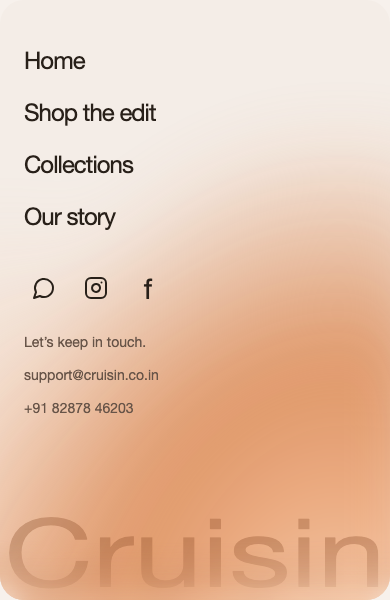 Home
Shop the edit
Collections
Our story
f
Let’s keep in touch.
support@cruisin.co.in
+91 82878 46203
Cruisin